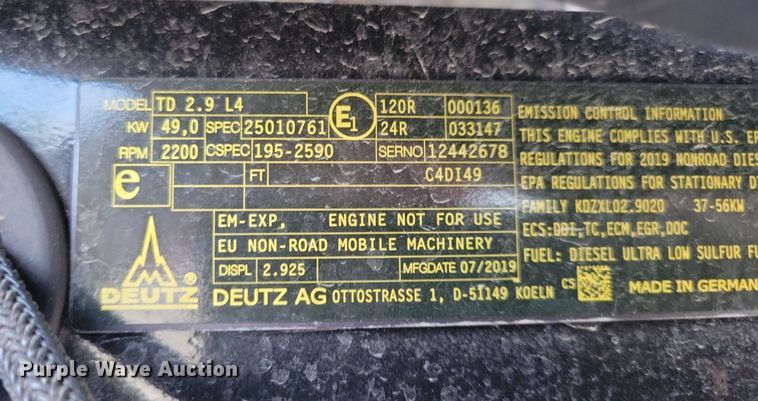 MODEL TD 2.9 L4 E1 120R 000136
KW 49,0 SPEC 25010761 24R 033147
RPM 2200 CSPEC 195-2590 SERNO 12442678
e FT C4DI49
EM-EXP, ENGINE NOT FOR USE
EU NON-ROAD MOBILE MACHINERY
DISPL 2.925 MFGDATE 07/2019
DEUTZ ®
DEUTZ AG OTTOSTRASSE 1, D-51149 KOELN CS
EMISSION CONTROL INFORMATION
THIS ENGINE COMPLIES WITH U.S. EP
REGULATIONS FOR 2019 NONROAD DIE
EPA REGULATIONS FOR STATIONARY D
FAMILY KDZXL02.9020 37-56KW
ECS: DDI,TC,ECM,EGR,DOC
FUEL: DIESEL ULTRA LOW SULFUR FU
MADE IN GERMAN
Purple Wave Auction